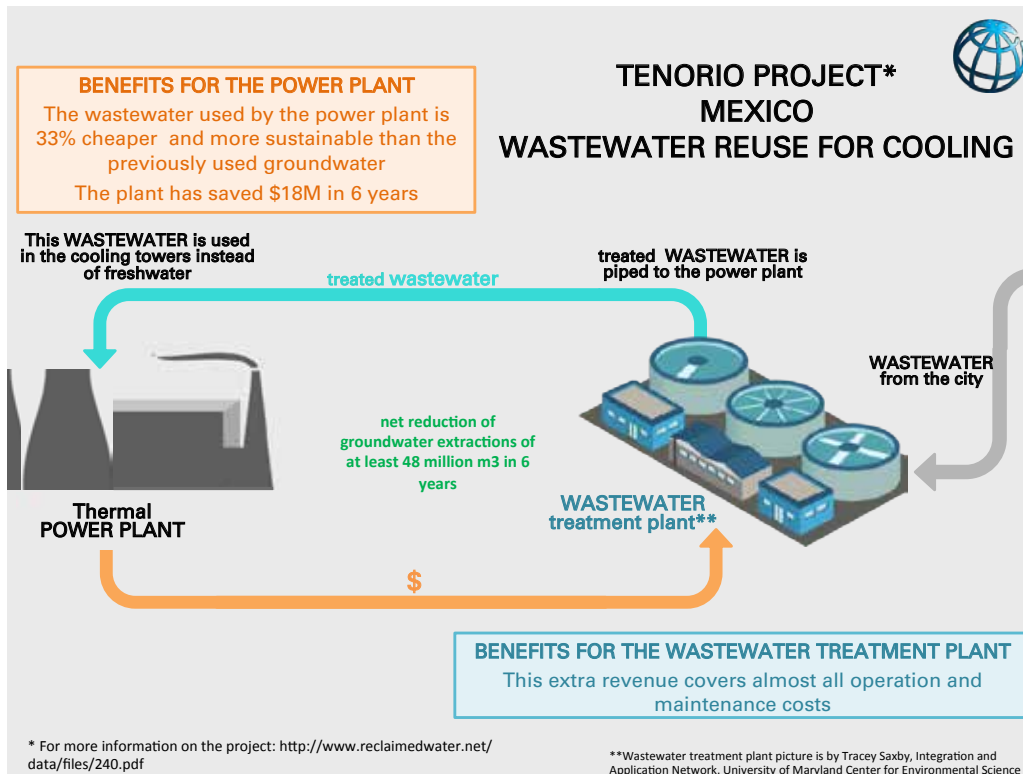 BENEFITS FOR THE POWER PLANT
The wastewater used by the power plant is
33% cheaper and more sustainable than the
previously used groundwater
The plant has saved $18M in 6 years
TENORIO PROJECT*
MEXICO
WASTEWATER REUSE FOR COOLING
This WASTEWATER is used
in the cooling towers instead
of freshwater
treated wastewater
treated WASTEWATER is
piped to the power plant
WASTEWATER
from the city
net reduction of
groundwater extractions of
at least 48 million m3 in 6
years
Thermal
POWER PLANT
WASTEWATER
treatment plant**
$
BENEFITS FOR THE WASTEWATER TREATMENT PLANT
This extra revenue covers almost all operation and
maintenance costs
* For more information on the project: http://www.reclaimedwater.net/
data/files/240.pdf
**Wastewater treatment plant picture is by Tracey Saxby, Integration and
Application Network, University of Maryland Center for Environmental Science